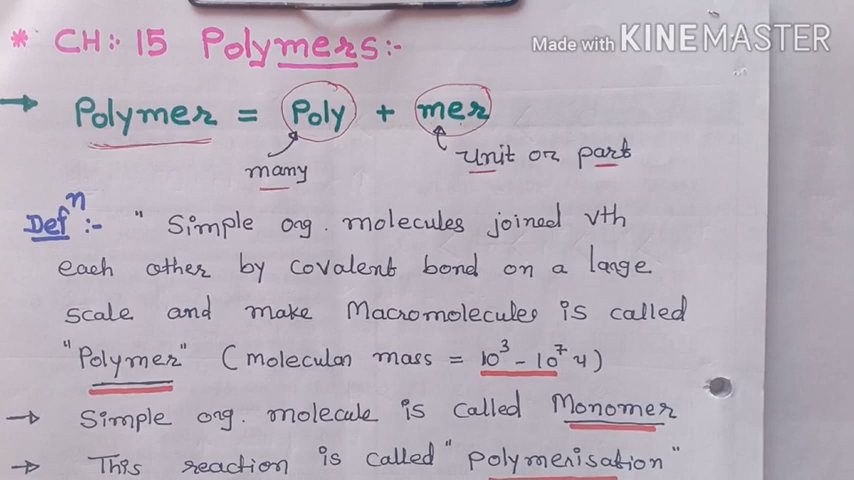 * CH:- 15 Polymers:-
Made with KINEMASTER
→ Polymer = Poly + mer
many
unit or part
Defⁿ:- " Simple org. molecules joined vth
each other by covalent bond on a large
scale and make Macromolecules is called
"Polymer" (molecular mass = 10³ - 10⁷ u)
→ Simple org. molecule is called Monomer
→ This reaction is called "polymerisation"